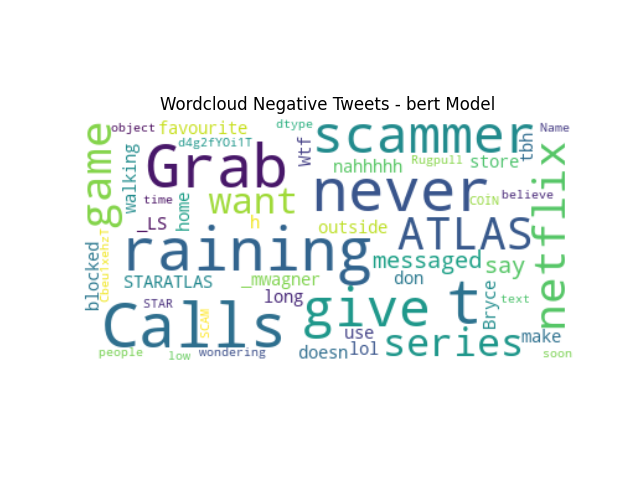 Wordcloud Negative Tweets - bert Model
object
favourite
dtype
scammer
Name
game
walking
d4g2fYOi1T
Wtf
tbh
Grab
nahhhhh
Rugpull
store
netflix
time
home
want
never
COİN
believe
_LS
h
outside
ATLAS
blocked
Cbeu1xehzT
raining
messaged
say
STARATLAS
_mwagner
don
STAR
long
give
t
Bryce
text
Calls
SCAM
use
series
make
people
low
wondering
doesn
lol
soon